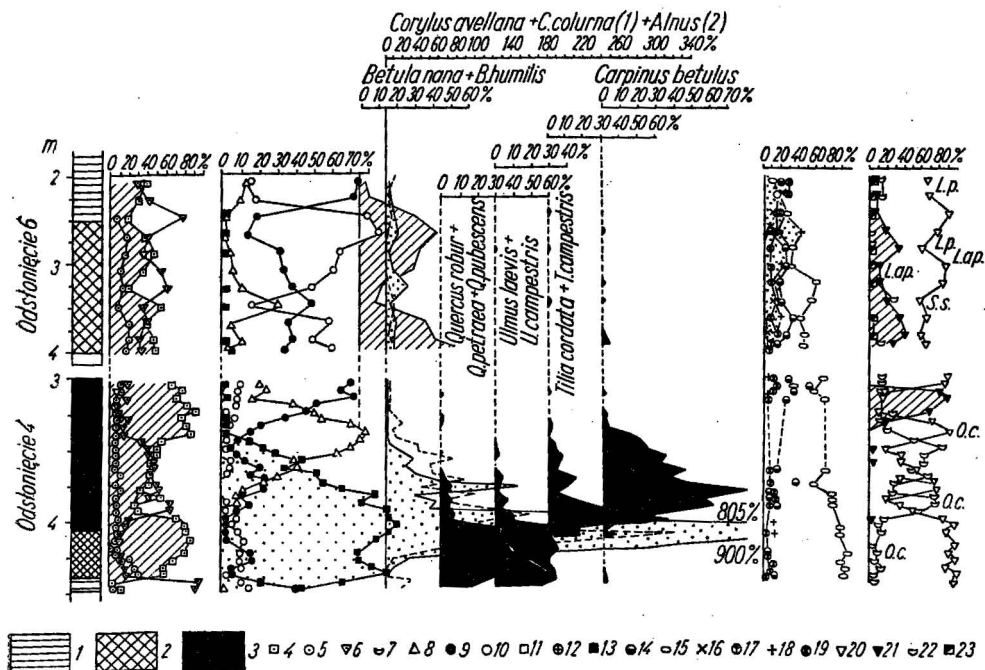 Corylus avellana + C.colurna (1) + Alnus (2)
0 20 40 60 80 100 140 180 220 260 300 340%
Betula nana + B.humilis
Carpinus betulus
0 10 20 30 40 50 60%
0 10 20 30 40 50 60 70%
0 10 20 30 40%
0 10 20 30 40 50 60%
m
0 20 40 60 80%
0 10 20 30 40 50 70%
0 10 20 30 60%
0 20 40 60 80%
0 20 40 60 80%
2
3
4
Odsłonięcie 6
Quercus robur +
Q.petraea + Q.pubescens
Ulmus laevis +
U.campestris
Tilia cordata + T.campestris
L.p.
L.p.
L.ap.
L.ap.
S.s.
3
4
Odsłonięcie 4
O.c.
O.c.
O.c.
805%
900%
1 2 3 4 5 6 7 8 9 10 11 12 13 14 15 16 17 18 19 20 21 22 23